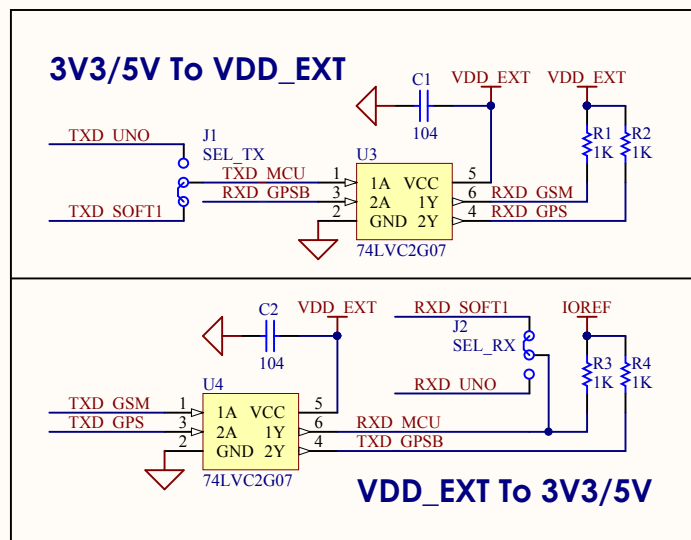 3V3/5V To VDD_EXT
C1
104
VDD_EXT
VDD_EXT
TXD_UNO
J1
SEL_TX
TXD_MCU
RXD_GPSB
TXD_SOFT1
U3
1 1A VCC 5
3 2A 1Y 6
2 GND 2Y 4
74LVC2G07
RXD_GSM
RXD_GPS
R1
1K
R2
1K
C2
104
VDD_EXT
RXD_SOFT1
J2
SEL_RX
RXD_UNO
IOREF
R3
1K
R4
1K
U4
TXD_GSM
TXD_GPS
1 1A VCC 5
3 2A 1Y 6
2 GND 2Y 4
74LVC2G07
RXD_MCU
TXD_GPSB
VDD_EXT To 3V3/5V